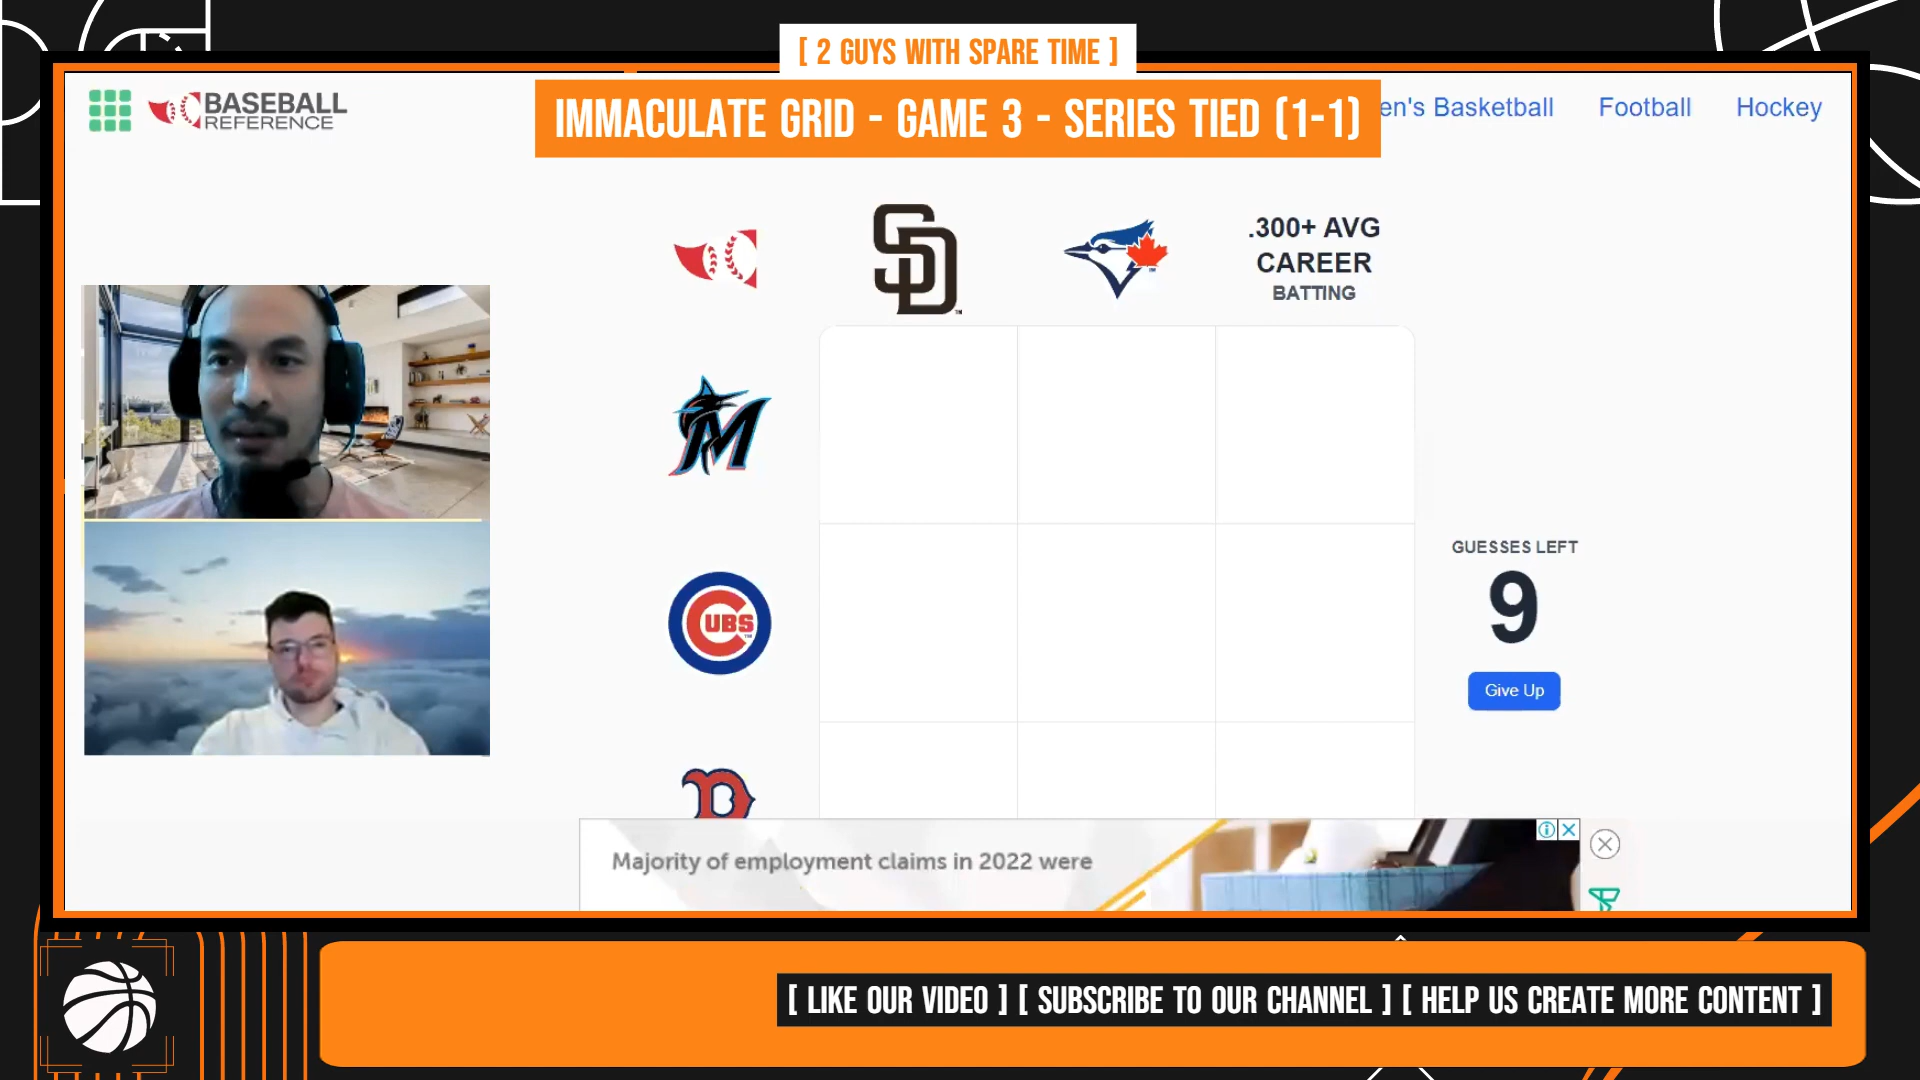 [ 2 GUYS WITH SPARE TIME ]
IMMACULATE GRID - GAME 3 - SERIES TIED (1-1)
BASEBALL
REFERENCE
en's Basketball
Football
Hockey
SD
.300+ AVG
CAREER
BATTING
M
CUBS
GUESSES LEFT
9
Give Up
B
Majority of employment claims in 2022 were
[ LIKE OUR VIDEO ] [ SUBSCRIBE TO OUR CHANNEL ] [ HELP US CREATE MORE CONTENT ]